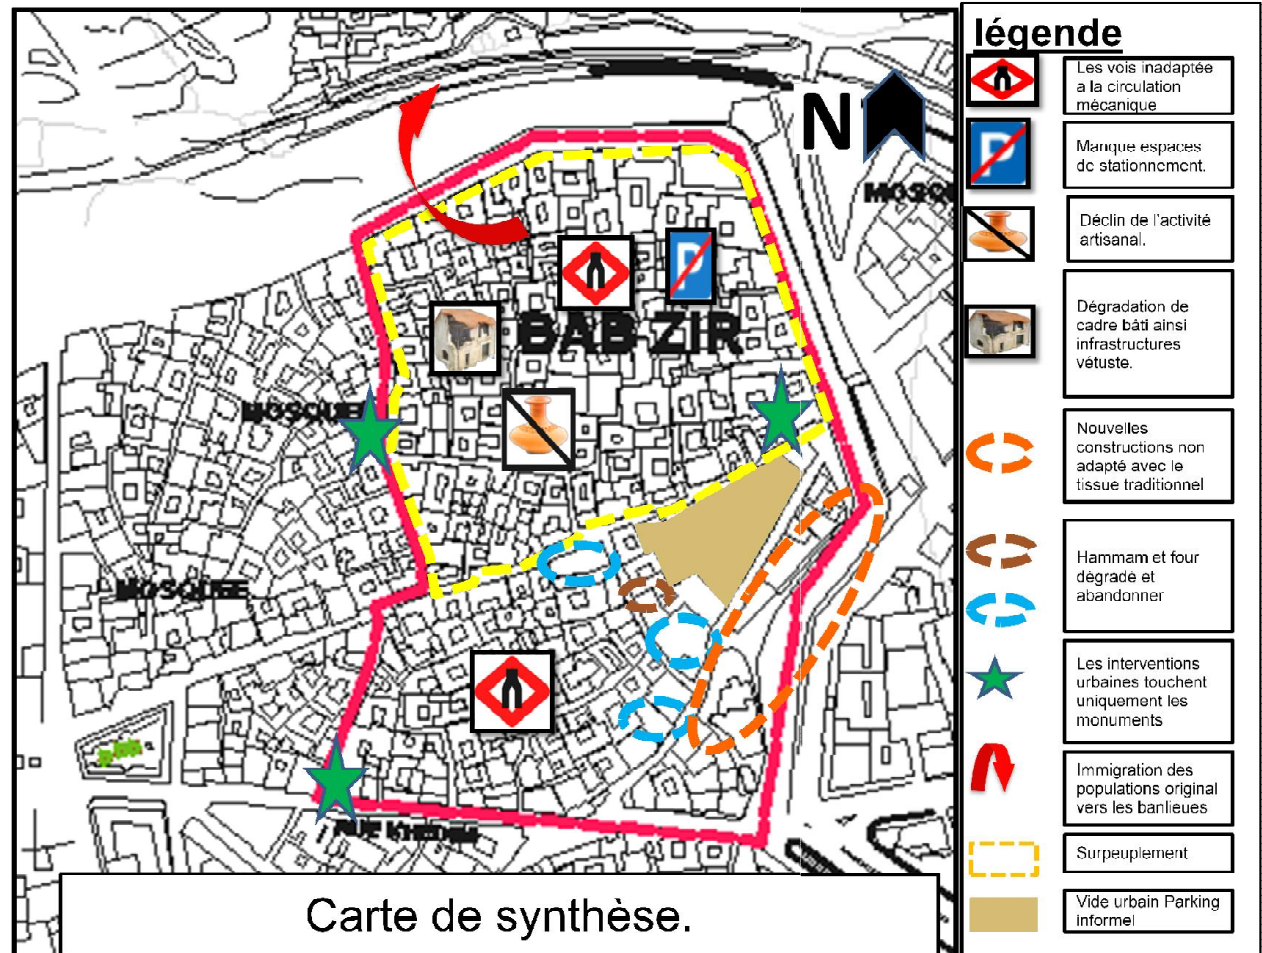 légende
Les vois inadaptée
a la circulation
mécanique
Manque espaces
de stationnement.
Déclin de l'activité
artisanal.
Dégradation de
cadre bâti ainsi
infrastructures
vétuste.
Nouvelles
constructions non
adapté avec le
tissue traditionnel
Hammam et four
dégradé et
abandonner
Les interventions
urbaines touchent
uniquement les
monuments
Immigration des
populations original
vers les banlieues
Surpeuplement
Vide urbain Parking
informel
N
MOSQU
P
P
BAB ZIR
MOSQUEE
MOSQUEE
Carte de synthèse.